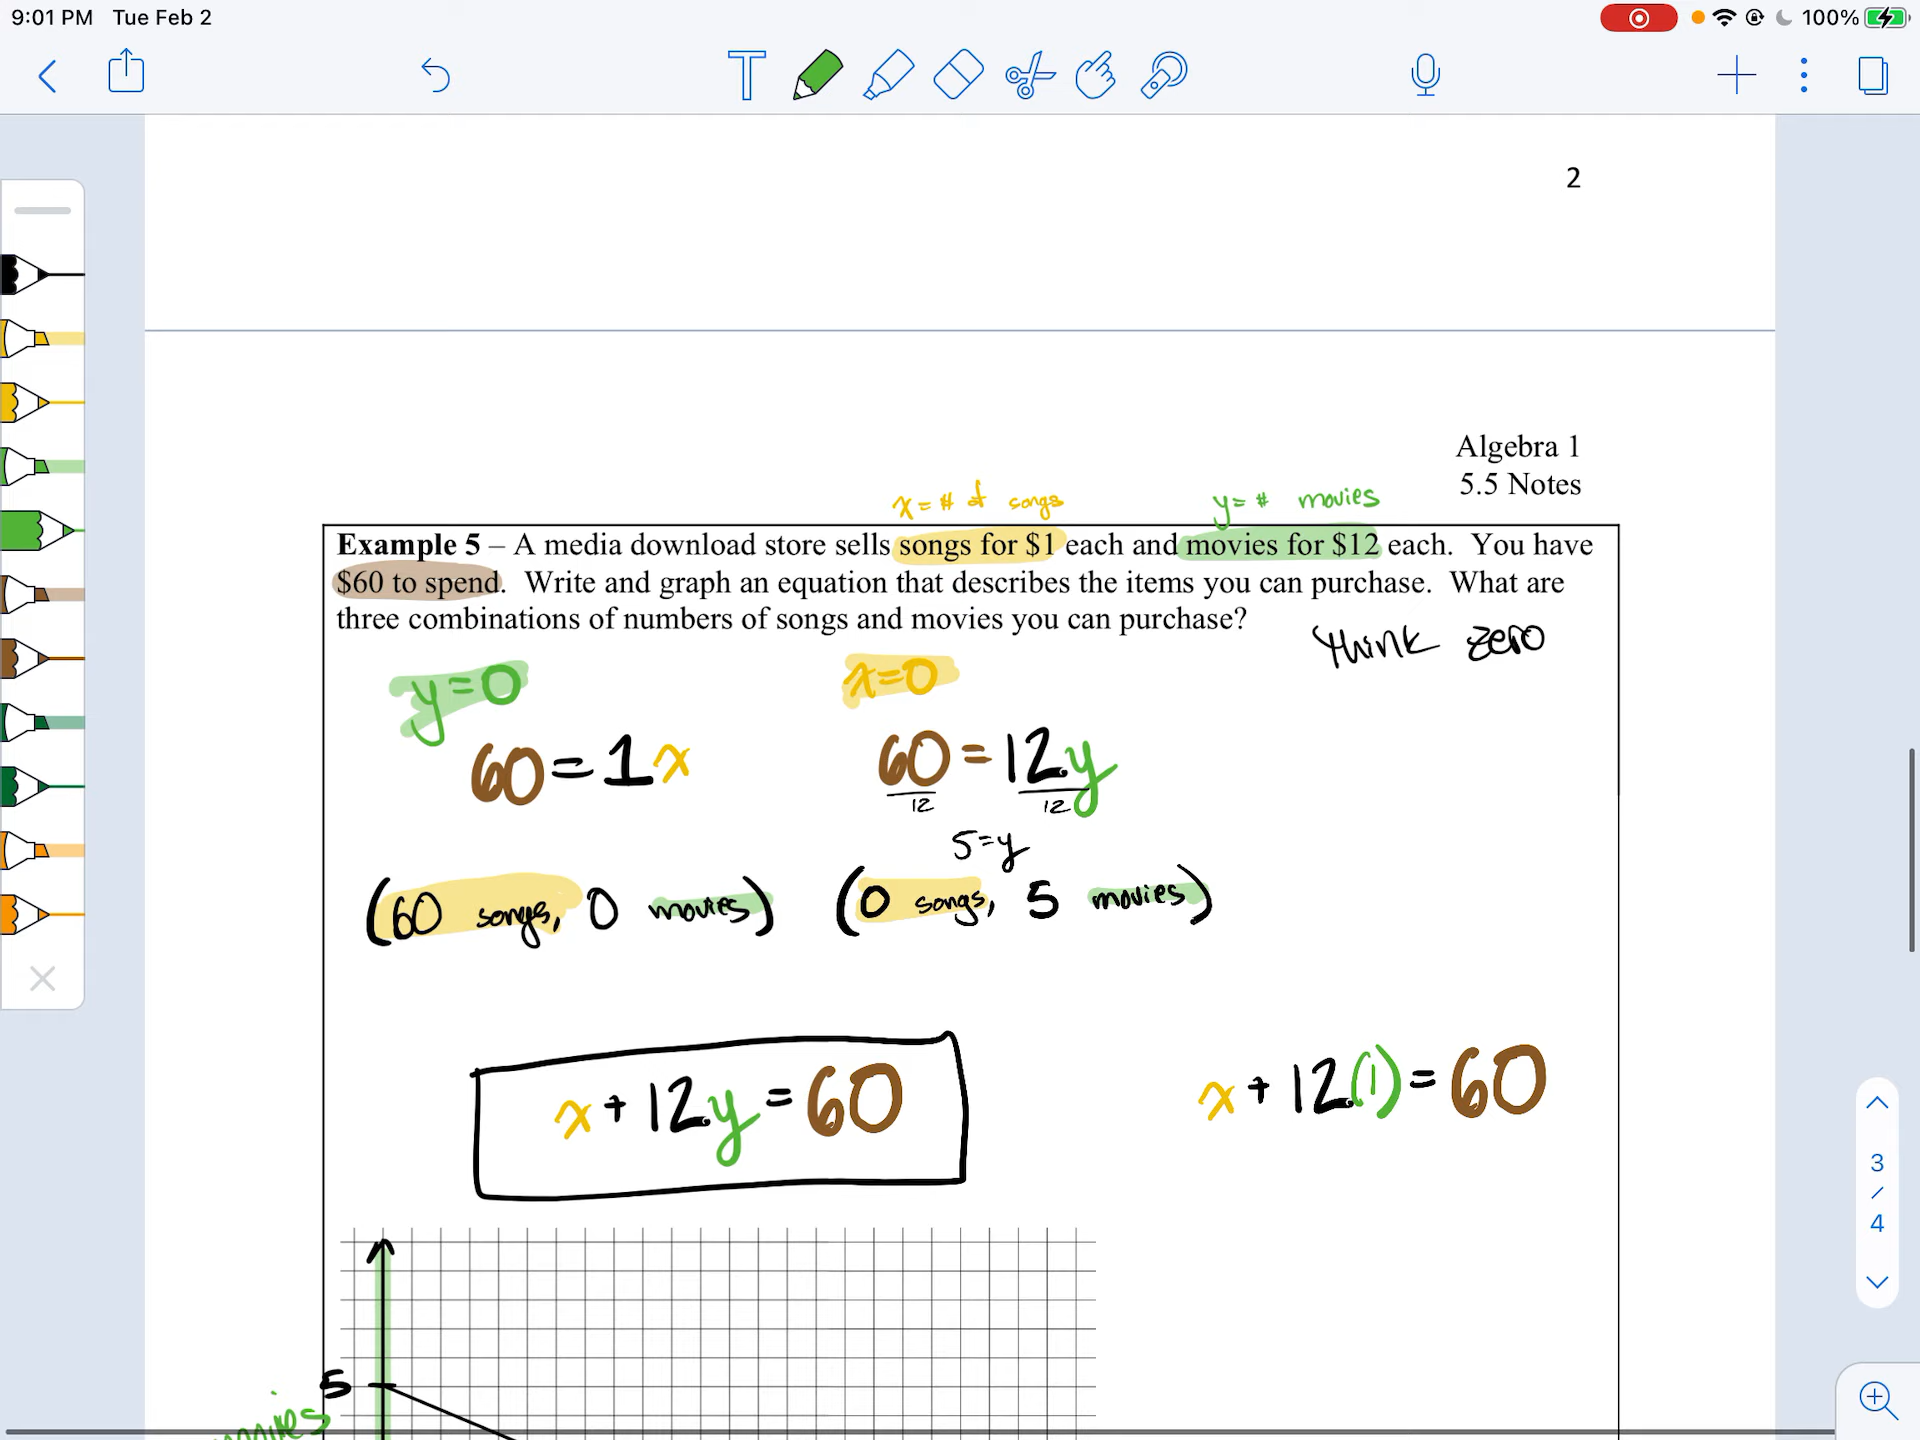 9:01 PM Tue Feb 2
100%
T
2
Algebra 1
5.5 Notes
x = # of songs
y = # movies
Example 5 – A media download store sells songs for $1 each and movies for $12 each. You have
$60 to spend. Write and graph an equation that describes the items you can purchase. What are
three combinations of numbers of songs and movies you can purchase?
think zero
y=0
x=0
60 = 1x
60 = 12y
12 12
5=y
(60 songs, 0 movies) (0 songs, 5 movies)
x + 12y = 60
x + 12(1) = 60
3
/
4
5
movies